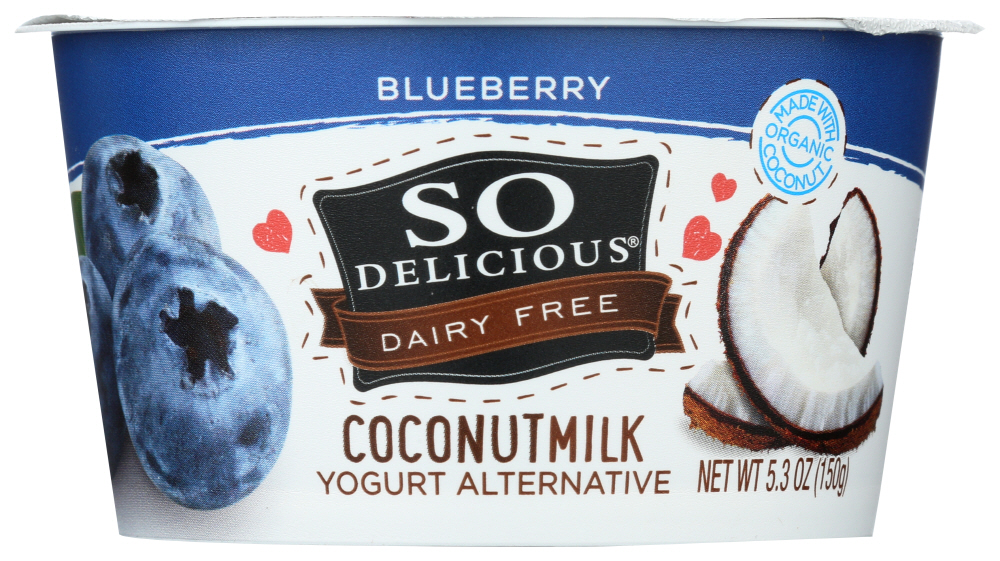 BLUEBERRY
MADE WITH
ORGANIC
COCONUT
SO
DELICIOUS®
DAIRY FREE
COCONUTMILK
YOGURT ALTERNATIVE
NET WT 5.3 OZ (150g)